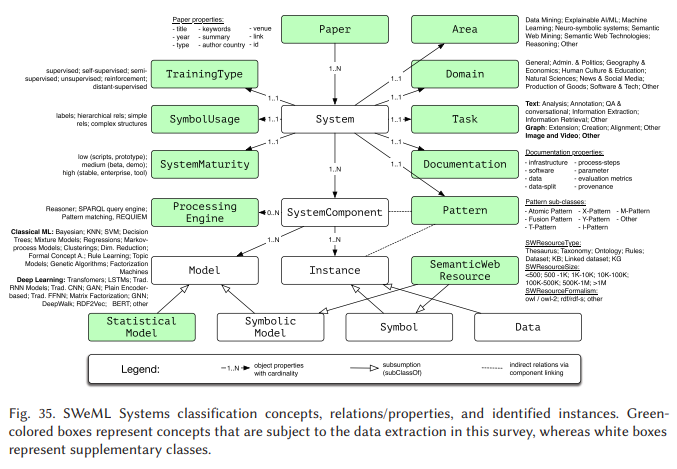 Paper properties:
- title - keywords - venue
- year - summary - link
- type - author country - id
Paper
Area
Data Mining; Explainable AI/ML; Machine
Learning; Neuro-symbolic systems; Semantic
Web Mining; Semantic Web Technologies;
Reasoning; Other
1..N
1..1
supervised; self-supervised; semi-
supervised; unsupervised; reinforcement;
distant-supervised
TrainingType
1..1
Domain
General; Admin. & Politics; Geography &
Economics; Human Culture & Education;
Natural Sciences; News & Social Media;
Production of Goods; Software & Tech; Other
1..1
labels; hierarchical rels; simple
rels; complex structures
SymbolUsage
1..1
System
1..1
Task
Text: Analysis; Annotation; QA &
conversational; Information Extraction;
Information Retrieval; Other
Graph: Extension; Creation; Alignment; Other
Image and Video; Other
low (scripts, prototype);
medium (beta, demo);
high (stable, enterprise, tool)
SystemMaturity
1..1
1..1
1..N
1..1
Documentation
Documentation properties:
- infrastructure - process-steps
- software - parameter
- data - evaluation metrics
- data-split - provenance
Reasoner; SPARQL query engine;
Pattern matching, REQUIEM
Processing
Engine
0..N
SystemComponent
Pattern
Pattern sub-classes:
- Atomic Pattern - X-Pattern - M-Pattern
- Fusion Pattern - Y-Pattern - Other
- T-Pattern - I-Pattern
Classical ML: Bayesian; KNN; SVM; Decision
Trees; Mixture Models; Regressions; Markov-
process Models; Clusterings; Dim. Reduction;
Formal Concept A.; Rule Learning; Topic
Models; Genetic Algorithms; Factorization
Machines
Deep Learning: Transfomers; LSTMs; Trad.
RNN Models; Trad. CNN; GAN; Plain Encoder-
based; Trad. FFNN; Matrix Factorization; GNN;
DeepWalk; RDF2Vec; BERT; other
1..N
1..N
Model
Instance
SemanticWeb
Resource
SWResourceType:
Thesaurus; Taxonomy; Ontology; Rules;
Dataset; KB; Linked dataset; KG
SWResourceSize:
<500; 500 -1K; 1K-10K; 10K-100K;
100K-500K; 500K-1M; >1M
SWResourceFormalism:
owl / owl-2; rdf/rdf-s; other
Statistical
Model
Symbolic
Model
Symbol
Data
Legend:
1..N
object properties
with cardinality
subsumption
(subClassOf)
indirect relations via
component linking
Fig. 35. SWeML Systems classification concepts, relations/properties, and identified instances. Green-
colored boxes represent concepts that are subject to the data extraction in this survey, whereas white boxes
represent supplementary classes.